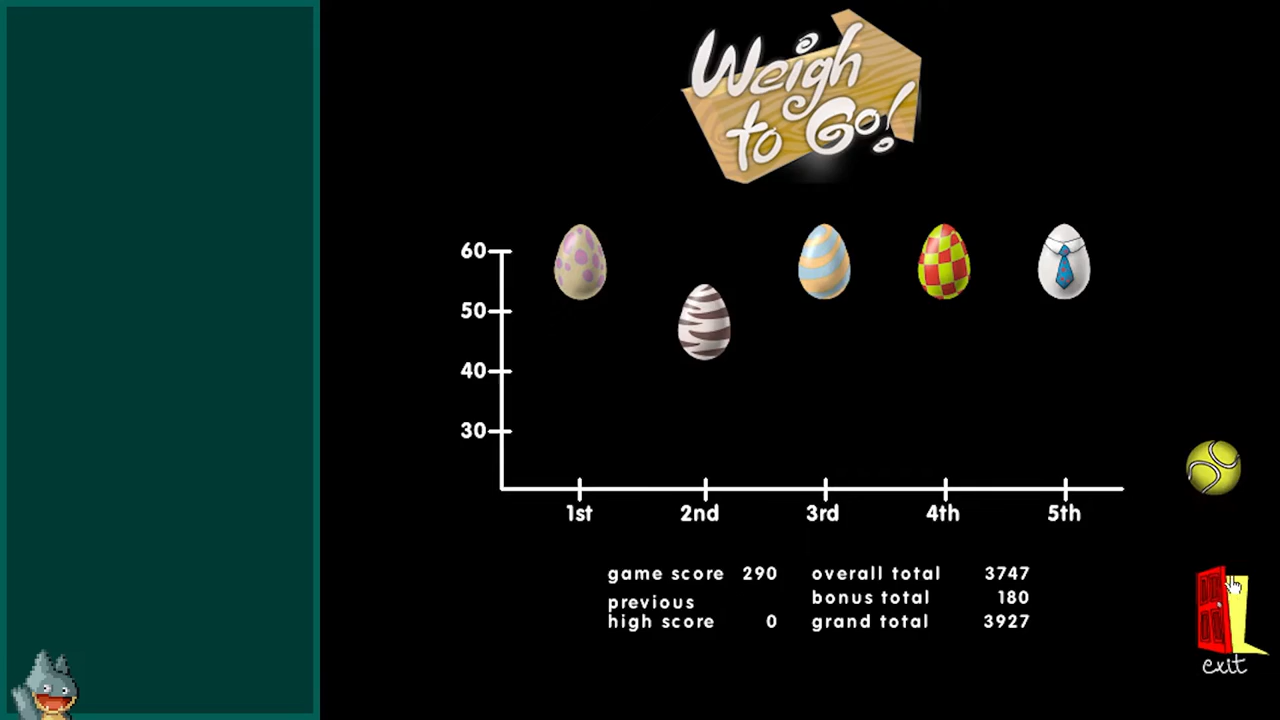 Weigh
to Go!
60
50
40
30
1st 2nd 3rd 4th 5th
game score 290 overall total 3747
previous bonus total 180
high score 0 grand total 3927
exit